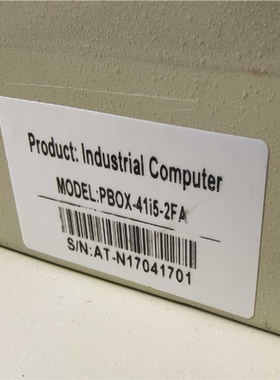 Product: Industrial Computer
MODEL:PBOX-41i5-2FA
S/N:AT-N17041701